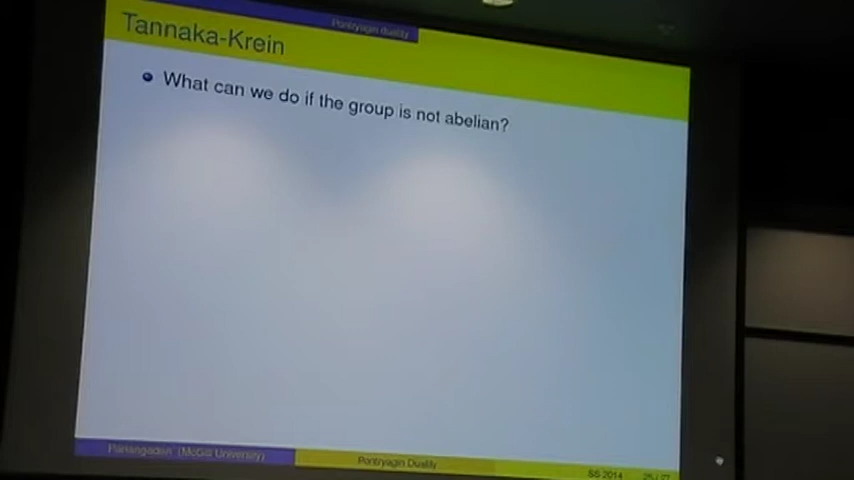 Pontryagin duality
Tannaka-Krein
What can we do if the group is not abelian?
Panangaden (McGill University)
Pontryagin Duality
SS 2014
25 / 27